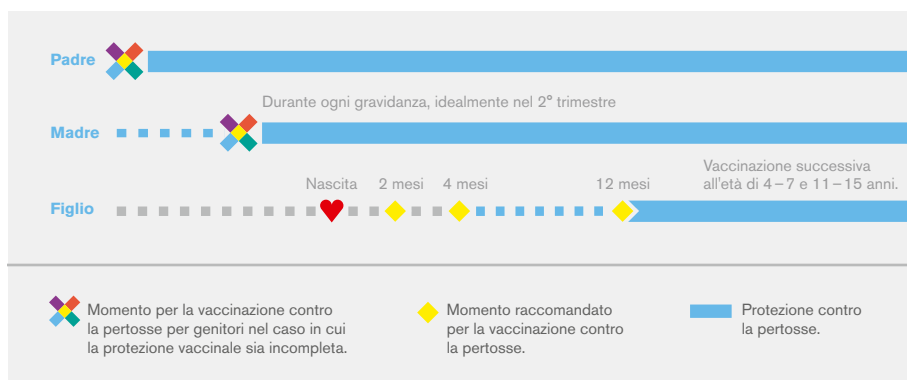 Padre
Durante ogni gravidanza, idealmente nel 2° trimestre
Madre
Vaccinazione successiva
all'età di 4–7 e 11–15 anni.
Nascita
2 mesi
4 mesi
12 mesi
Figlio
Momento per la vaccinazione contro
la pertosse per genitori nel caso in cui
la protezione vaccinale sia incompleta.
Momento raccomandato
per la vaccinazione contro
la pertosse.
Protezione contro
la pertosse.